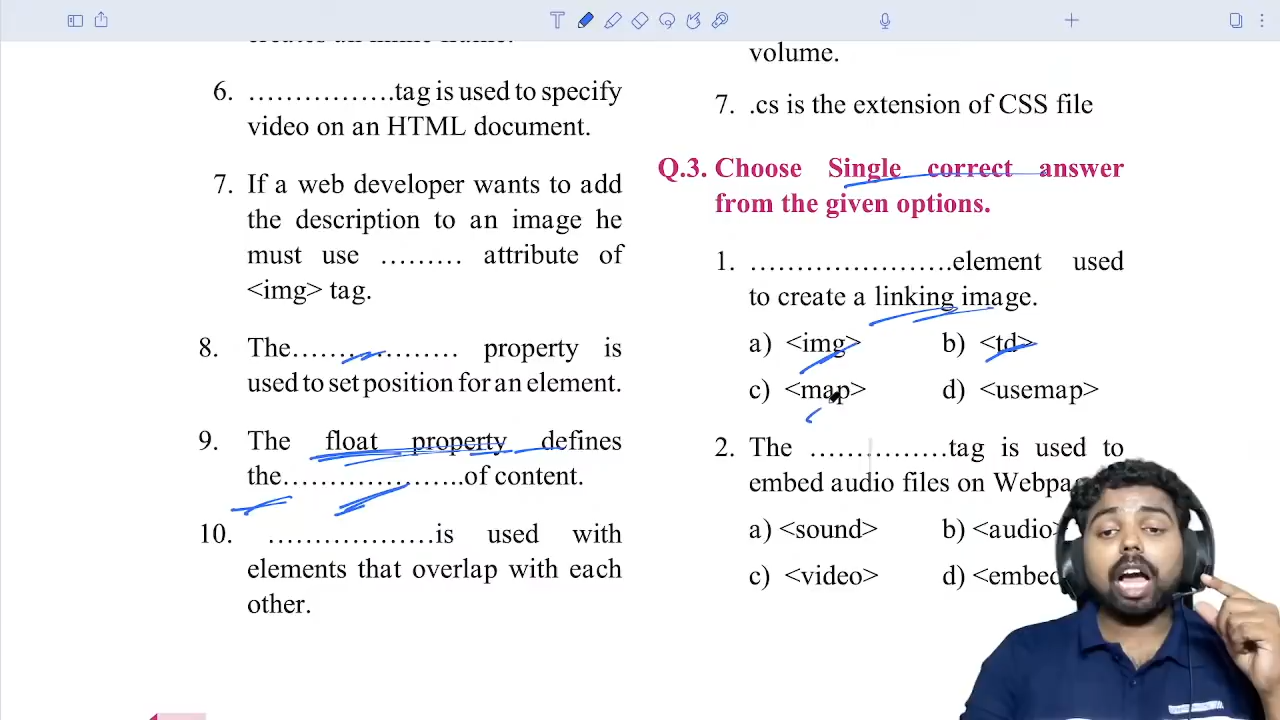 6. ................tag is used to specify
video on an HTML document.
7. If a web developer wants to add
the description to an image he
must use ......... attribute of
<img> tag.
8. The.................. property is
used to set position for an element.
9. The float property defines
the....................of content.
10. ..................is used with
elements that overlap with each
other.
volume.
7. .cs is the extension of CSS file
Q.3. Choose Single correct answer
from the given options.
1. ......................element used
to create a linking image.
a) <img> b) <td>
c) <map> d) <usemap>
2. The ...............tag is used to
embed audio files on
a) <sound> b) <audio>
c) <video> d) <embed